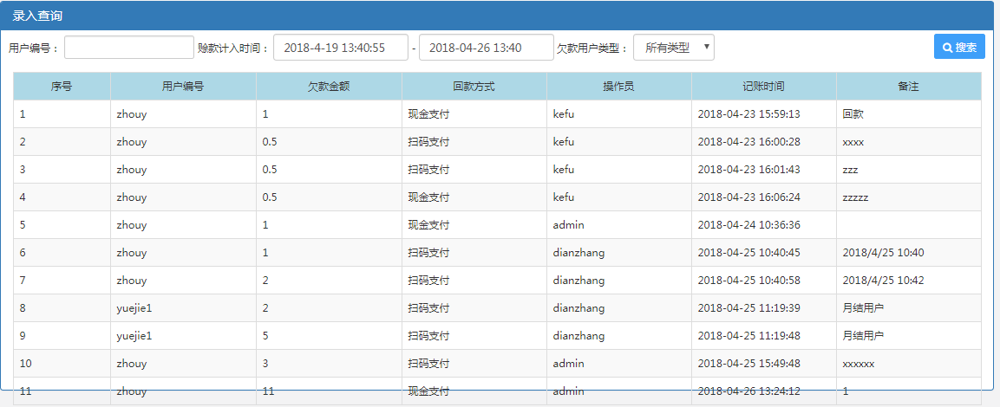 录入查询
用户编号： 赊款计入时间： 2018-4-19 13:40:55 - 2018-04-26 13:40 欠款用户类型： 所有类型 搜索
序号 用户编号 欠款金额 回款方式 操作员 记账时间 备注
1 zhouy 1 现金支付 kefu 2018-04-23 15:59:13 回款
2 zhouy 0.5 扫码支付 kefu 2018-04-23 16:00:28 xxxx
3 zhouy 0.5 扫码支付 kefu 2018-04-23 16:01:43 zzz
4 zhouy 0.5 现金支付 kefu 2018-04-23 16:06:24 zzzzz
5 zhouy 1 现金支付 admin 2018-04-24 10:36:36
6 zhouy 1 扫码支付 dianzhang 2018-04-25 10:40:45 2018/4/25 10:40
7 zhouy 2 扫码支付 dianzhang 2018-04-25 10:40:58 2018/4/25 10:42
8 yuejie1 2 扫码支付 dianzhang 2018-04-25 11:19:39 月结用户
9 yuejie1 5 扫码支付 dianzhang 2018-04-25 11:19:48 月结用户
10 zhouy 3 扫码支付 admin 2018-04-25 15:49:48 xxxxxx
11 zhouy 11 现金支付 admin 2018-04-26 13:24:12 1